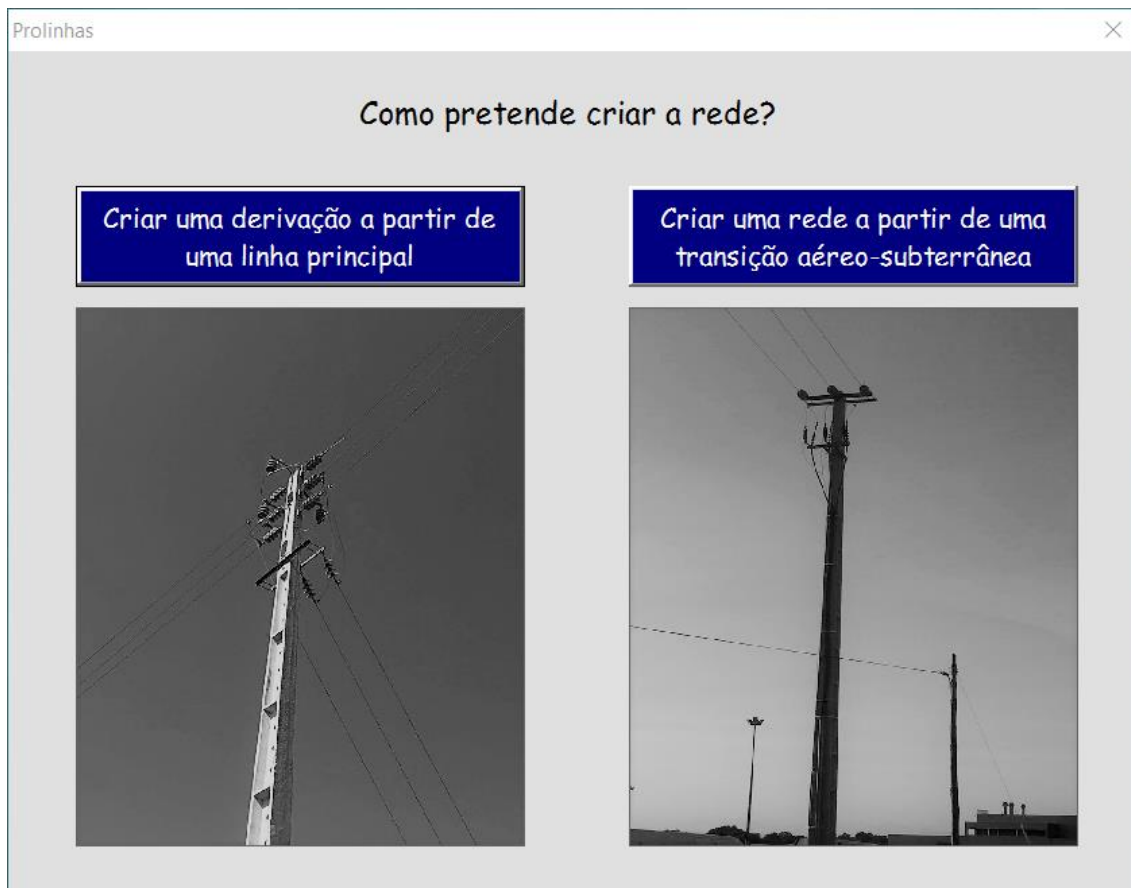 Prolinhas
Como pretende criar a rede?
Criar uma derivação a partir de
uma linha principal
Criar uma rede a partir de uma
transição aéreo-subterrânea